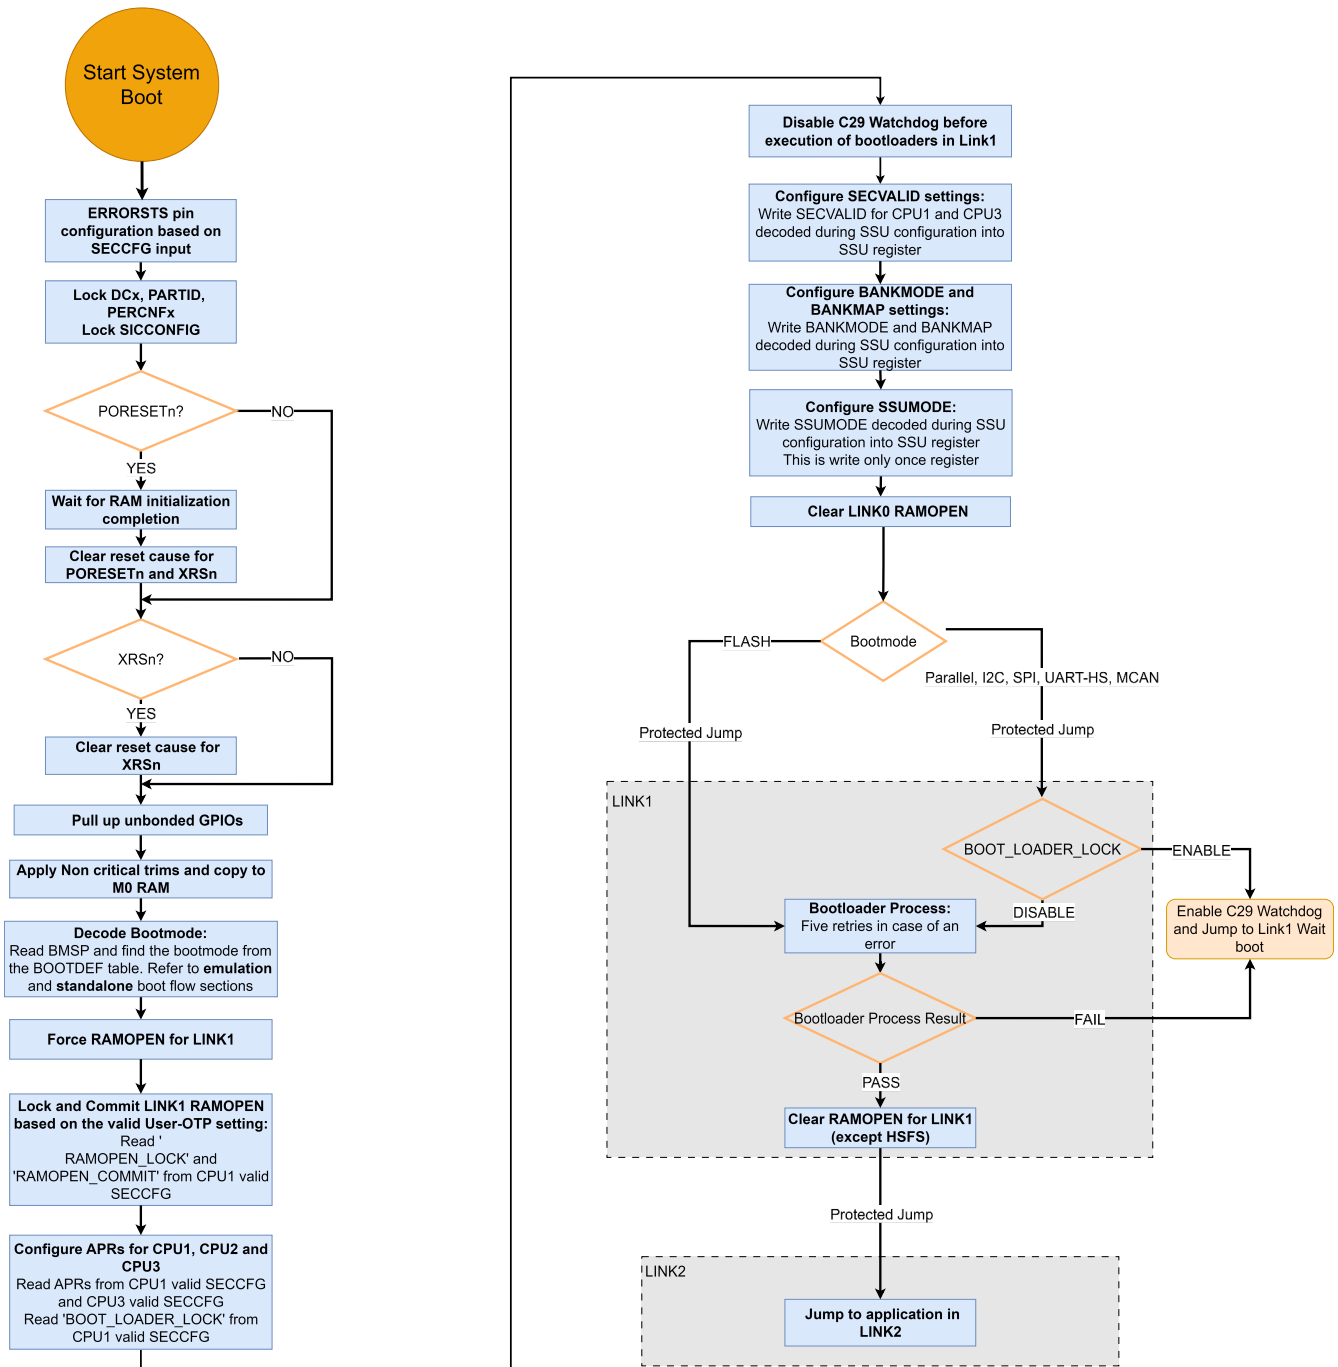 Start System
Boot
ERRORSTS pin
configuration based on
SECCFG input
Lock DCx, PARTID,
PERCNFx
Lock SICCONFIG
PORESETn?
NO
YES
Wait for RAM initialization
completion
Clear reset cause for
PORESETn and XRSn
XRSn?
NO
YES
Clear reset cause for
XRSn
Pull up unbonded GPIOs
Apply Non critical trims and copy to
M0 RAM
Decode Bootmode:
Read BMSP and find the bootmode from
the BOOTDEF table. Refer to emulation
and standalone boot flow sections
Force RAMOPEN for LINK1
Lock and Commit LINK1 RAMOPEN
based on the valid User-OTP setting:
Read '
RAMOPEN_LOCK' and
'RAMOPEN_COMMIT' from CPU1 valid
SECCFG
Configure APRs for CPU1, CPU2 and
CPU3
Read APRs from CPU1 valid SECCFG
and CPU3 valid SECCFG
Read 'BOOT_LOADER_LOCK' from
CPU1 valid SECCFG
Disable C29 Watchdog before
execution of bootloaders in Link1
Configure SECVALID settings:
Write SECVALID for CPU1 and CPU3
decoded during SSU configuration into
SSU register
Configure BANKMODE and
BANKMAP settings:
Write BANKMODE and BANKMAP
decoded during SSU configuration into
SSU register
Configure SSUMODE:
Write SSUMODE decoded during SSU
configuration into SSU register
This is write only once register
Clear LINK0 RAMOPEN
Bootmode
FLASH
Parallel, I2C, SPI, UART-HS, MCAN
Protected Jump
Protected Jump
LINK1
BOOT_LOADER_LOCK
ENABLE
DISABLE
Bootloader Process:
Five retries in case of an
error
Enable C29 Watchdog
and Jump to Link1 Wait
boot
Bootloader Process Result
FAIL
PASS
Clear RAMOPEN for LINK1
(except HSFS)
Protected Jump
LINK2
Jump to application in
LINK2